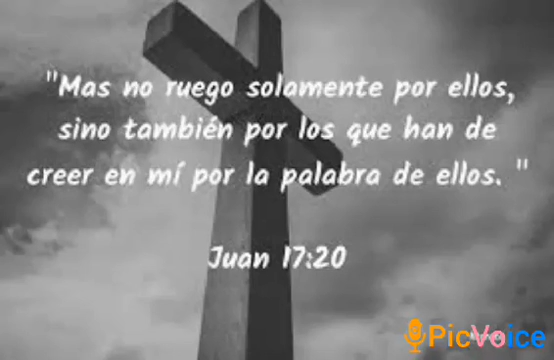 "Mas no ruego solamente por ellos,
sino también por los que han de
creer en mí por la palabra de ellos. "
Juan 17:20
PicVoice